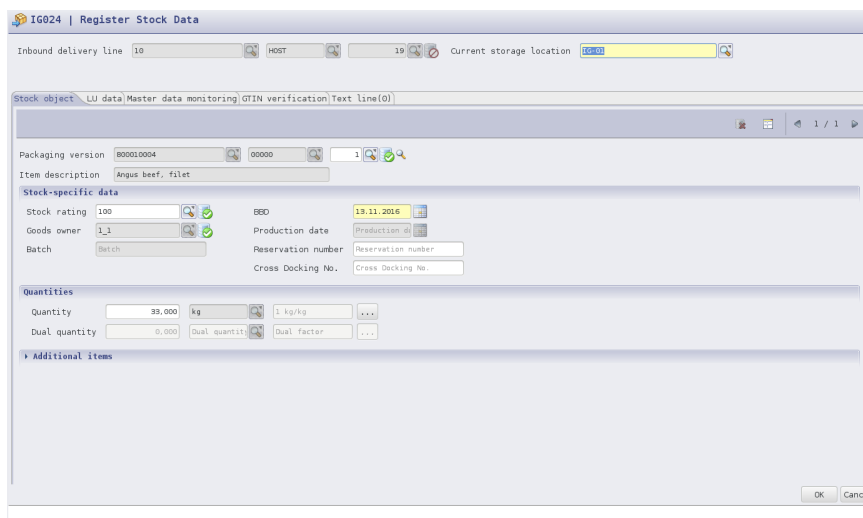 IG024 | Register Stock Data
Inbound delivery line 10 HOST 19 Current storage location IG-01
Stock object LU data Master data monitoring GTIN verification Text line(0)
1 / 1
Packaging version 800010004 00000 1
Item description Angus beef, filet
Stock-specific data
Stock rating 100 BBD 13.11.2016
Goods owner 1_1 Production date Production d
Batch Batch Reservation number Reservation number
Cross Docking No. Cross Docking No.
Quantities
Quantity 33,000 kg 1 kg/kg ...
Dual quantity 0,000 Dual quantit Dual factor ...
Additional items
OK Canc